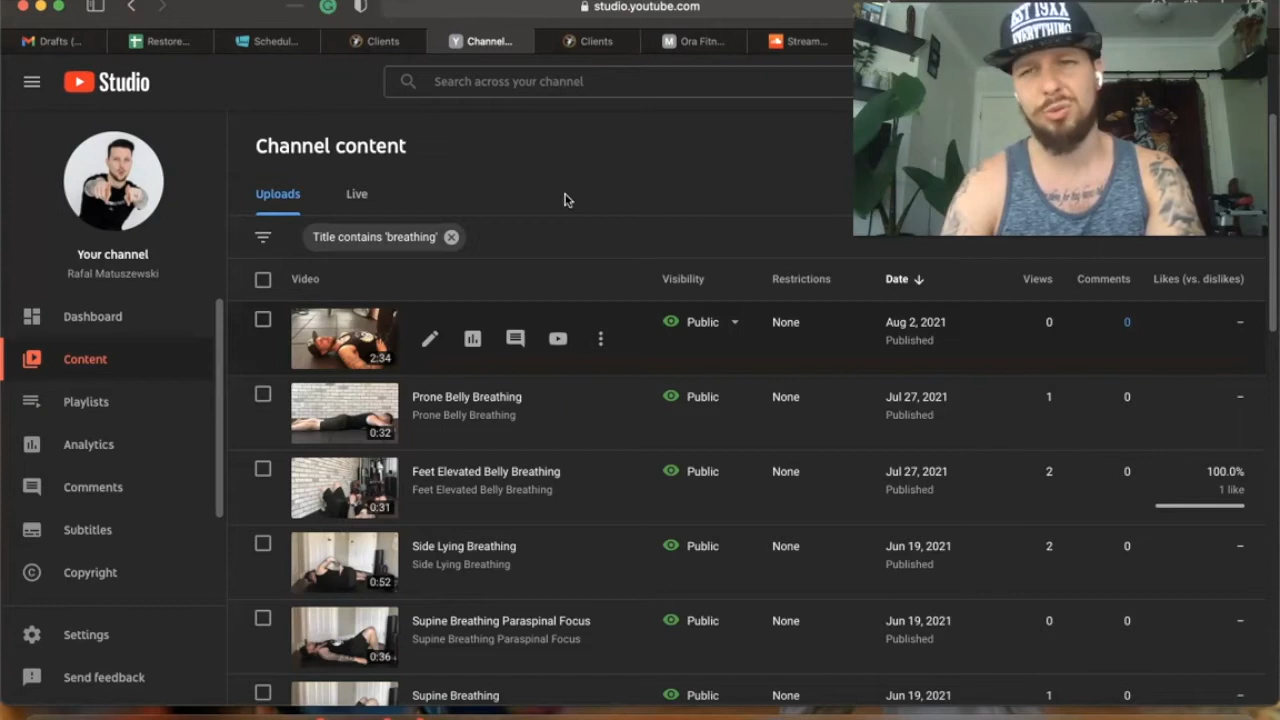 studio.youtube.com
Drafts (...
Restore...
Schedul...
Clients
Channel...
Clients
Ora Fitn...
Stream...
Studio
Search across your channel
BEST 19XX
EVERYTHING
Channel content
Uploads
Live
Title contains 'breathing'
Your channel
Rafal Matuszewski
Dashboard
Content
Playlists
Analytics
Comments
Subtitles
Copyright
Settings
Send feedback
Video
Visibility
Restrictions
Date
Views
Comments
Likes (vs. dislikes)
2:34
Public
None
Aug 2, 2021
Published
0
0
–
0:32
Prone Belly Breathing
Prone Belly Breathing
Public
None
Jul 27, 2021
Published
1
0
–
0:31
Feet Elevated Belly Breathing
Feet Elevated Belly Breathing
Public
None
Jul 27, 2021
Published
2
0
100.0%
1 like
0:52
Side Lying Breathing
Side Lying Breathing
Public
None
Jun 19, 2021
Published
2
0
–
0:36
Supine Breathing Paraspinal Focus
Supine Breathing Paraspinal Focus
Public
None
Jun 19, 2021
Published
0
0
–
Supine Breathing
Public
None
Jun 19, 2021
1
0
–